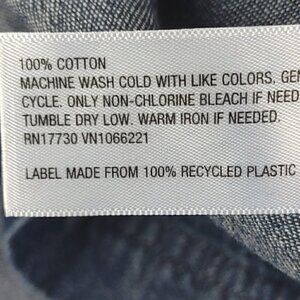 100% COTTON
MACHINE WASH COLD WITH LIKE COLORS. GEN
CYCLE. ONLY NON-CHLORINE BLEACH IF NEED
TUMBLE DRY LOW. WARM IRON IF NEEDED.
RN17730 VN1066221
LABEL MADE FROM 100% RECYCLED PLASTIC